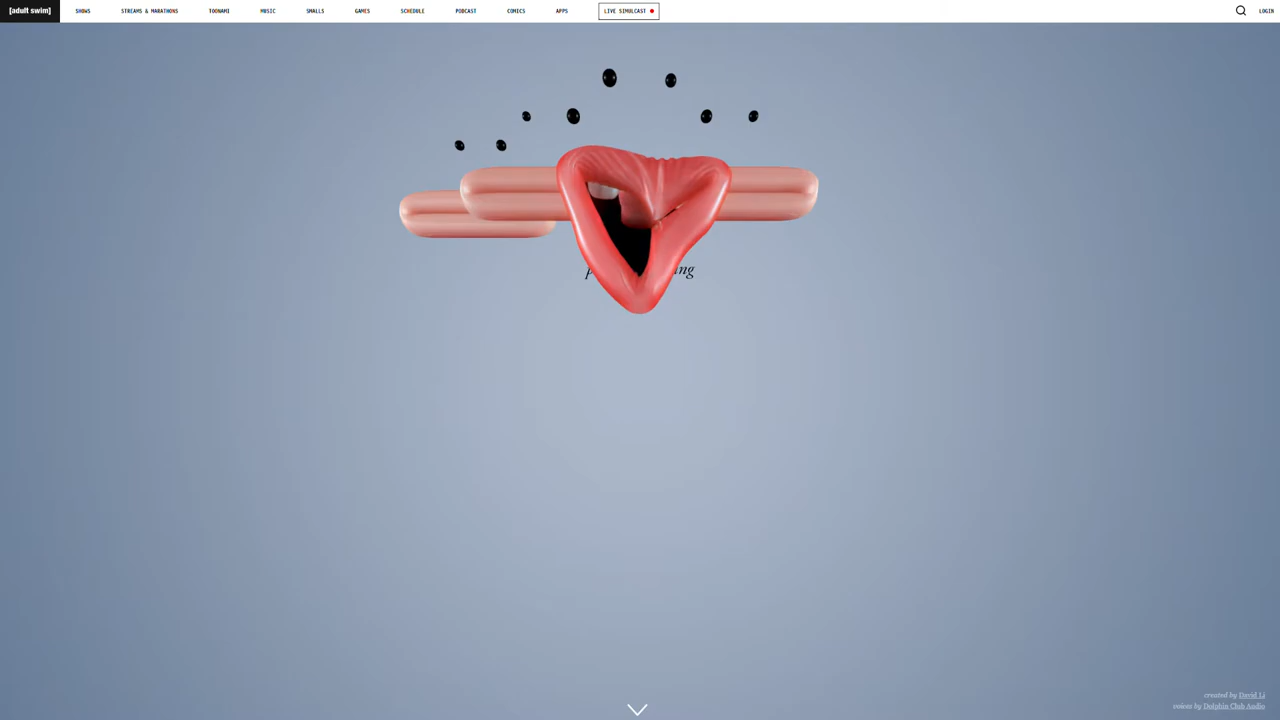 [adult swim]
SHOWS
STREAMS & MARATHONS
TOONAMI
MUSIC
SMALLS
GAMES
SCHEDULE
PODCAST
COMICS
APPS
LIVE SIMULCAST
LOGIN
created by David Li
voices by Dolphin Club Audio